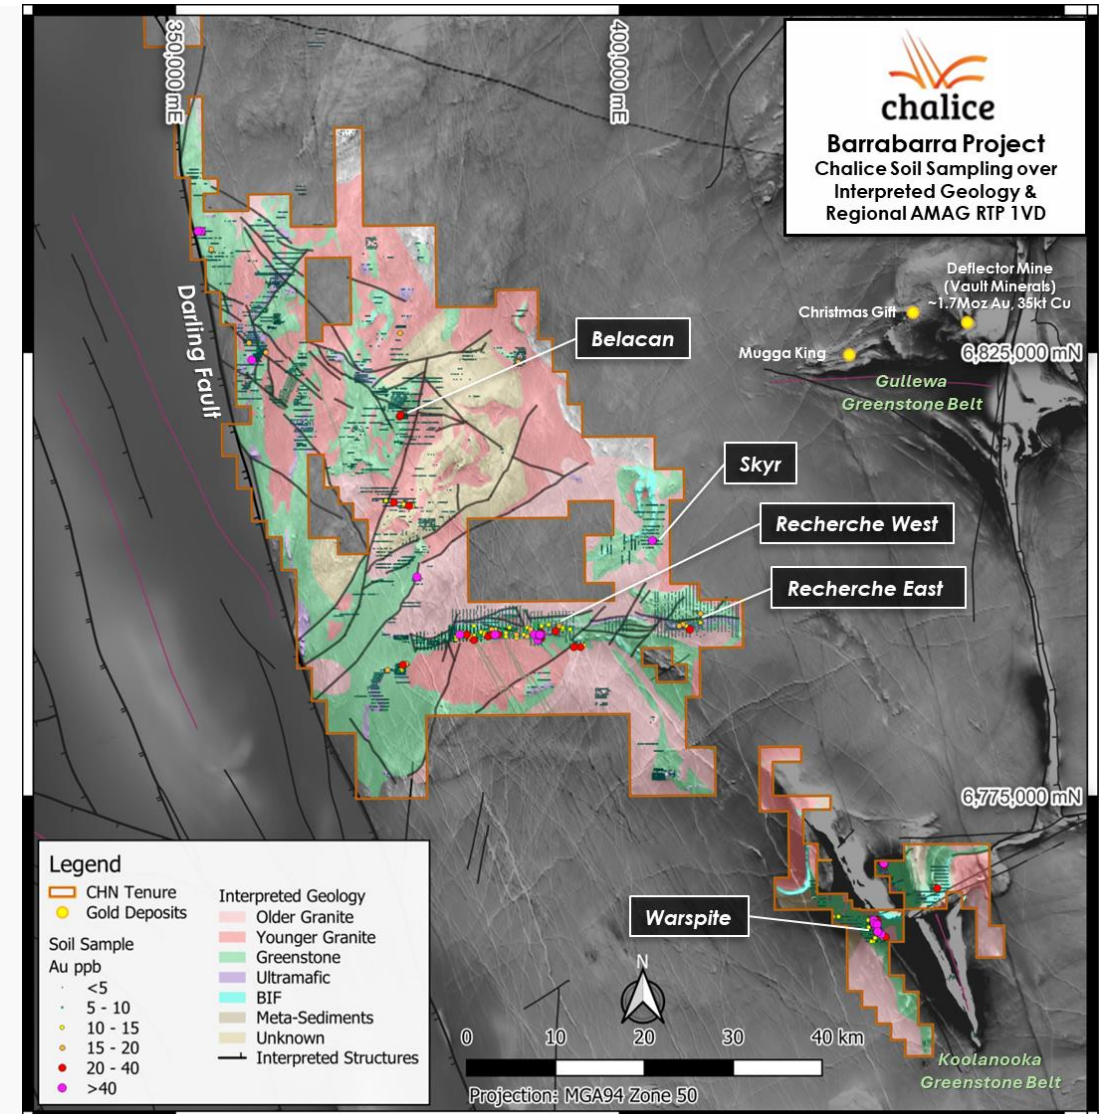 350,000 mE
400,000 mE
chalice
Barrabarra Project
Chalice Soil Sampling over
Interpreted Geology &
Regional AMAG RTP 1VD
Deflector Mine
(Vault Minerals)
~1.7Moz Au, 35kt Cu
Christmas Gift
Mugga King
6,825,000 mN
Gullewa
Greenstone Belt
Darling Fault
Belacan
Skyr
Recherche West
Recherche East
6,775,000 mN
Warspite
Koolanooka
Greenstone Belt
Legend
CHN Tenure
Gold Deposits
Soil Sample
Au ppb
<5
5 - 10
10 - 15
15 - 20
20 - 40
>40
Interpreted Geology
Older Granite
Younger Granite
Greenstone
Ultramafic
BIF
Meta-Sediments
Unknown
Interpreted Structures
N
0 10 20 30 40 km
Projection: MGA94 Zone 50